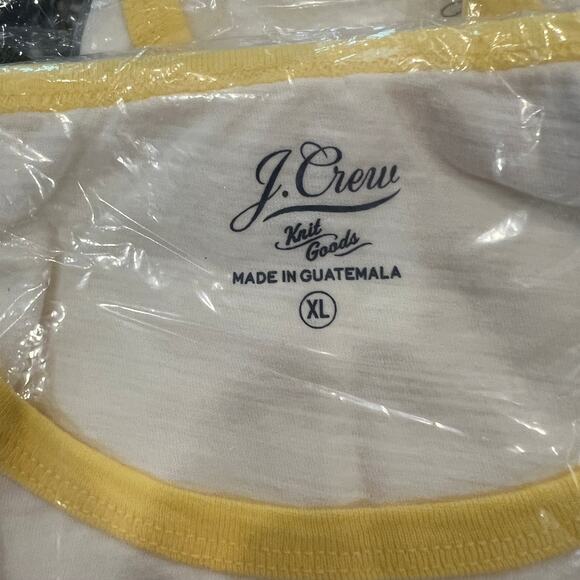 J.Crew
Knit
Goods
MADE IN GUATEMALA
XL